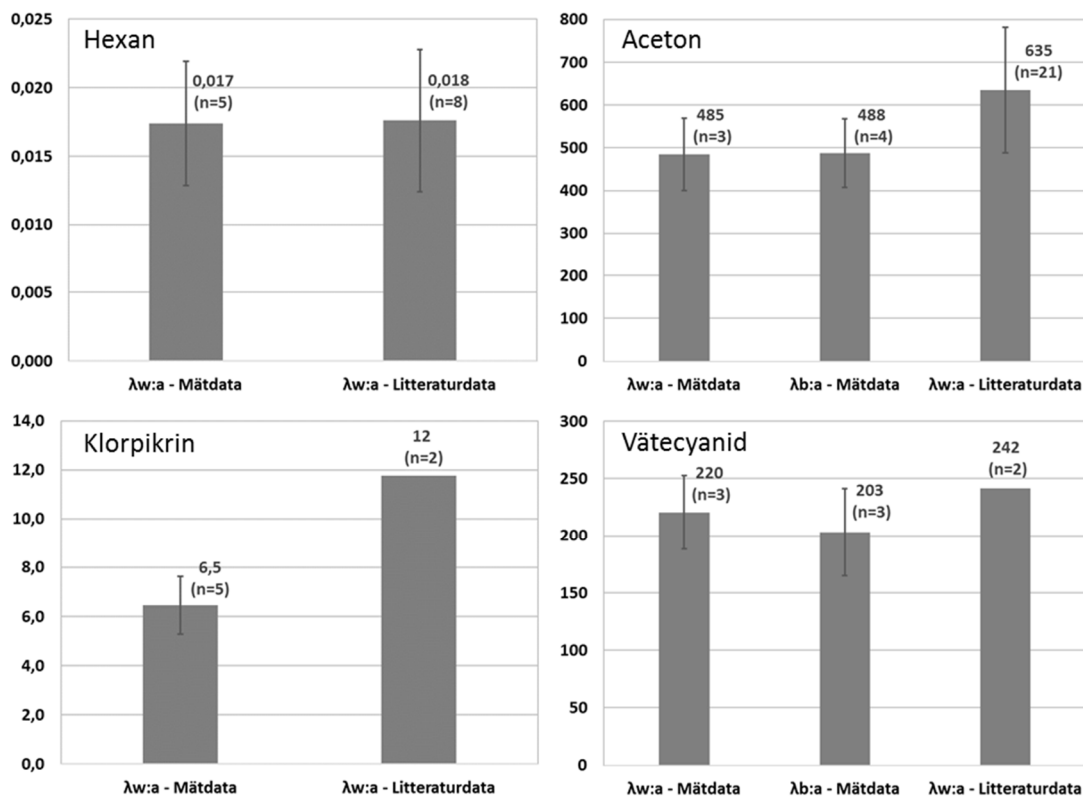 Hexan
0,025
0,020
0,015
0,010
0,005
0,000
0,017
(n=5)
0,018
(n=8)
λw:a - Mätdata
λw:a - Litteraturdata
Aceton
800
700
600
500
400
300
200
100
0
485
(n=3)
488
(n=4)
635
(n=21)
λw:a - Mätdata
λb:a - Mätdata
λw:a - Litteraturdata
Klorpikrin
14,0
12,0
10,0
8,0
6,0
4,0
2,0
0,0
6,5
(n=5)
12
(n=2)
λw:a - Mätdata
λw:a - Litteraturdata
Vätecyanid
300
250
200
150
100
50
0
220
(n=3)
203
(n=3)
242
(n=2)
λw:a - Mätdata
λb:a - Mätdata
λw:a - Litteraturdata